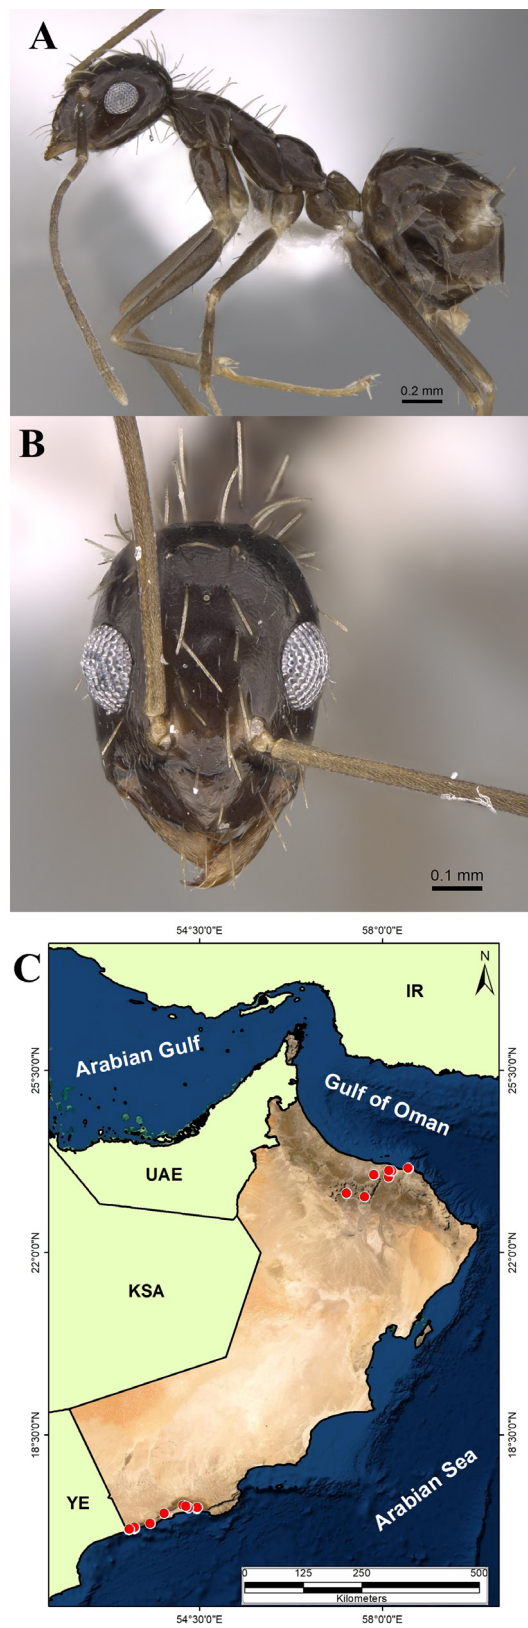 A
0.2 mm
B
0.1 mm
C
54°30'0"E 58°0'0"E
N
IR
Arabian Gulf
25°30'0"N
25°30'0"N
Gulf of Oman
UAE
22°0'0"N
22°0'0"N
KSA
18°30'0"N
18°30'0"N
YE
Arabian Sea
0 125 250 500
Kilometers
54°30'0"E 58°0'0"E